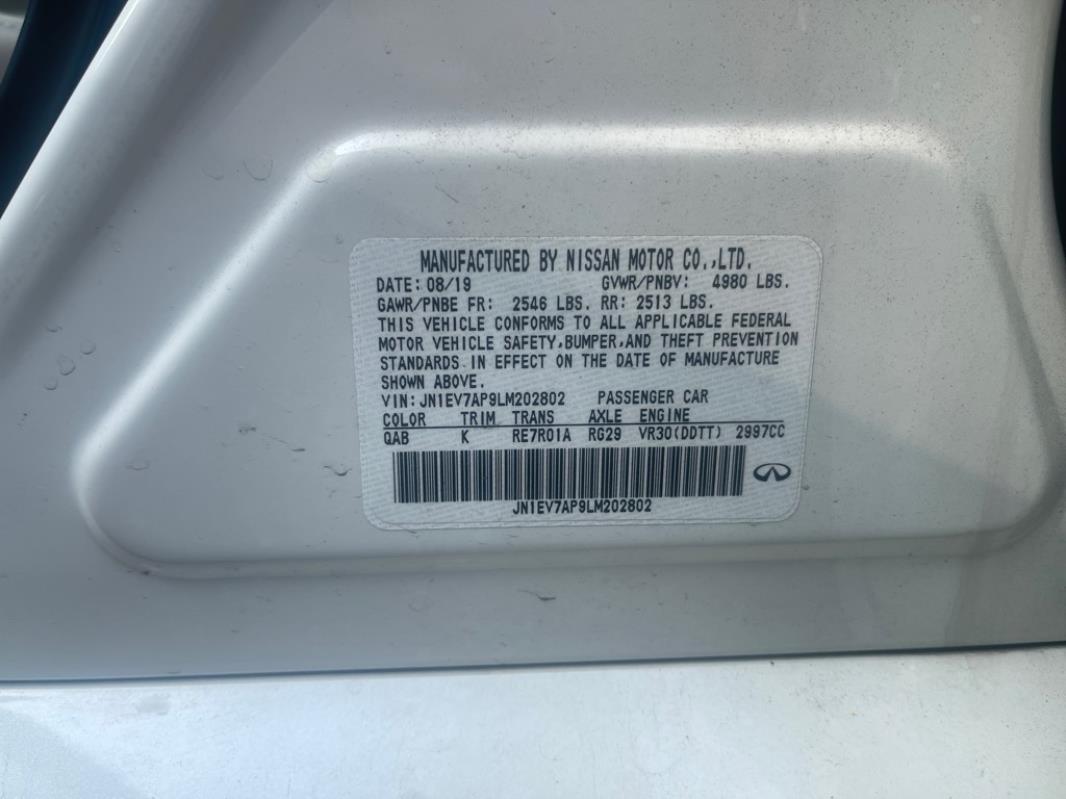 MANUFACTURED BY NISSAN MOTOR CO.,LTD.
DATE: 08/19 GVWR/PNBV: 4980 LBS.
GAWR/PNBE FR: 2546 LBS. RR: 2513 LBS.
THIS VEHICLE CONFORMS TO ALL APPLICABLE FEDERAL
MOTOR VEHICLE SAFETY,BUMPER,AND THEFT PREVENTION
STANDARDS IN EFFECT ON THE DATE OF MANUFACTURE
SHOWN ABOVE.
VIN: JN1EV7AP9LM202802 PASSENGER CAR
COLOR TRIM TRANS AXLE ENGINE
QAB K RE7R01A RG29 VR30(DDTT) 2997CC
JN1EV7AP9LM202802